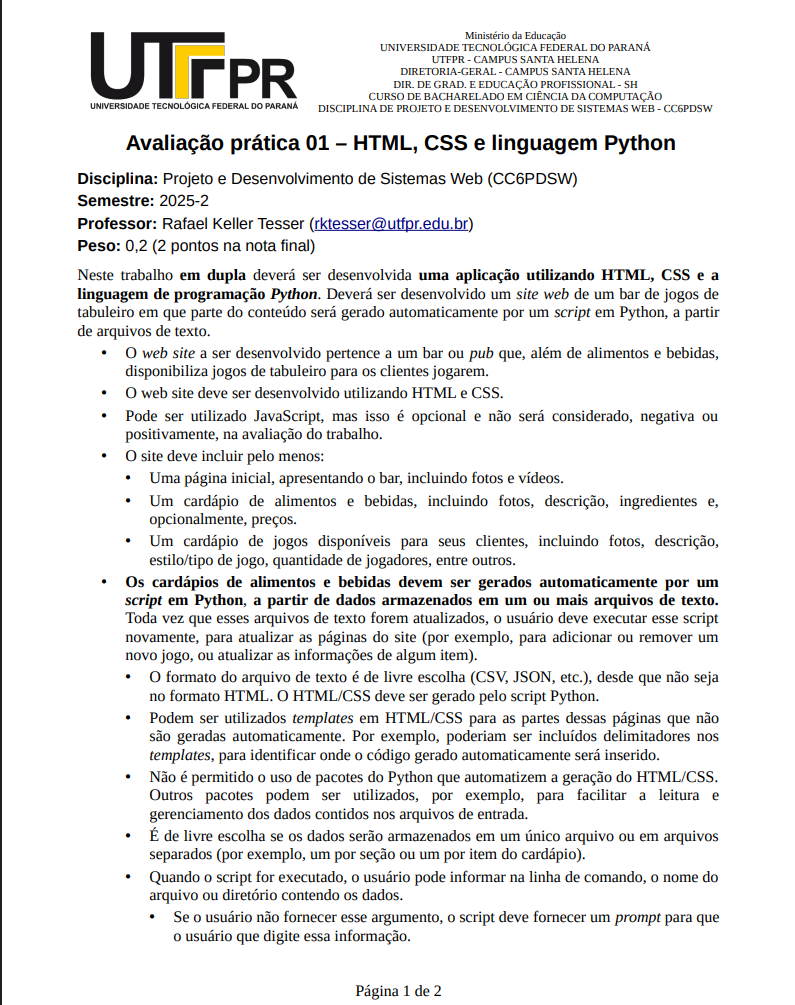 UTFPR
UNIVERSIDADE TECNOLÓGICA FEDERAL DO PARANÁ
Ministério da Educação
UNIVERSIDADE TECNOLÓGICA FEDERAL DO PARANÁ
UTFPR - CAMPUS SANTA HELENA
DIRETORIA-GERAL - CAMPUS SANTA HELENA
DIR. DE GRAD. E EDUCAÇÃO PROFISSIONAL - SH
CURSO DE BACHARELADO EM CIÊNCIA DA COMPUTAÇÃO
DISCIPLINA DE PROJETO E DESENVOLVIMENTO DE SISTEMAS WEB - CC6PDSW
Avaliação prática 01 – HTML, CSS e linguagem Python
Disciplina: Projeto e Desenvolvimento de Sistemas Web (CC6PDSW)
Semestre: 2025-2
Professor: Rafael Keller Tesser (rktesser@utfpr.edu.br)
Peso: 0,2 (2 pontos na nota final)
Neste trabalho em dupla deverá ser desenvolvida uma aplicação utilizando HTML, CSS e a
linguagem de programação Python. Deverá ser desenvolvido um site web de um bar de jogos de
tabuleiro em que parte do conteúdo será gerado automaticamente por um script em Python, a partir
de arquivos de texto.
• O web site a ser desenvolvido pertence a um bar ou pub que, além de alimentos e bebidas,
disponibiliza jogos de tabuleiro para os clientes jogarem.
• O web site deve ser desenvolvido utilizando HTML e CSS.
• Pode ser utilizado JavaScript, mas isso é opcional e não será considerado, negativa ou
positivamente, na avaliação do trabalho.
• O site deve incluir pelo menos:
• Uma página inicial, apresentando o bar, incluindo fotos e vídeos.
• Um cardápio de alimentos e bebidas, incluindo fotos, descrição, ingredientes e,
opcionalmente, preços.
• Um cardápio de jogos disponíveis para seus clientes, incluindo fotos, descrição,
estilo/tipo de jogo, quantidade de jogadores, entre outros.
• Os cardápios de alimentos e bebidas devem ser gerados automaticamente por um
script em Python, a partir de dados armazenados em um ou mais arquivos de texto.
Toda vez que esses arquivos de texto forem atualizados, o usuário deve executar esse script
novamente, para atualizar as páginas do site (por exemplo, para adicionar ou remover um
novo jogo, ou atualizar as informações de algum item).
• O formato do arquivo de texto é de livre escolha (CSV, JSON, etc.), desde que não seja
no formato HTML. O HTML/CSS deve ser gerado pelo script Python.
• Podem ser utilizados templates em HTML/CSS para as partes dessas páginas que não
são geradas automaticamente. Por exemplo, poderiam ser incluídos delimitadores nos
templates, para identificar onde o código gerado automaticamente será inserido.
• Não é permitido o uso de pacotes do Python que automatizem a geração do HTML/CSS.
Outros pacotes podem ser utilizados, por exemplo, para facilitar a leitura e
gerenciamento dos dados contidos nos arquivos de entrada.
• É de livre escolha se os dados serão armazenados em um único arquivo ou em arquivos
separados (por exemplo, um por seção ou um por item do cardápio).
• Quando o script for executado, o usuário pode informar na linha de comando, o nome do
arquivo ou diretório contendo os dados.
• Se o usuário não fornecer esse argumento, o script deve fornecer um prompt para que
o usuário que digite essa informação.
Página 1 de 2